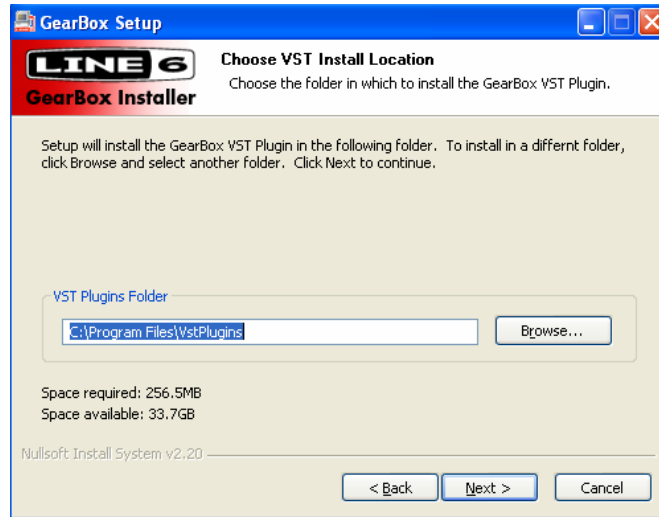 GearBox Setup
LINE 6
GearBox Installer
Choose VST Install Location
Choose the folder in which to install the GearBox VST Plugin.
Setup will install the GearBox VST Plugin in the following folder. To install in a differnt folder,
click Browse and select another folder. Click Next to continue.
VST Plugins Folder
C:\Program Files\VstPlugins
Browse...
Space required: 256.5MB
Space available: 33.7GB
Nullsoft Install System v2.20
< Back
Next >
Cancel